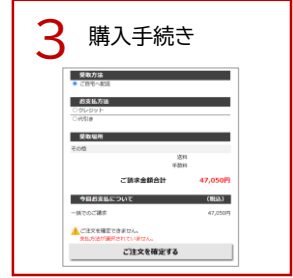 3 購入手続き
受取方法
ご自宅へ配送
お支払方法
クレジット
代引き
受取場所
その他
送料
手数料
ご請求金額合計 47,050円
今回お支払について (税込)
一括でのご請求 47,050円
ご注文を確定できません。
支払方法が選択されていません。
ご注文を確定する